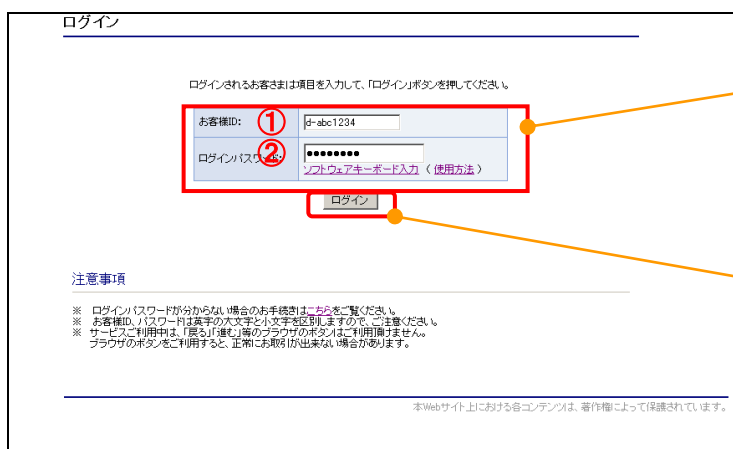 ログイン
ログインされるお客さまは項目を入力して、「ログイン」ボタンを押してください。
お客様ID: ① d-abc1234
ログインパスワード: ② ●●●●●●●●
ソフトウェアキーボード入力 ( 使用方法 )
ログイン
注意事項
※ ログインパスワードが分からない場合のお手続きはこちらをご覧ください。
※ お客様ID、パスワードは英字の大文字と小文字を区別しますので、ご注意ください。
※ サービスご利用中は、「戻る」「進む」等のブラウザのボタンはご利用頂けません。
ブラウザのボタンをご利用すると、正常にお取引が出来ない場合があります。
本Webサイト上における各コンテンツは、著作権によって保護されています。